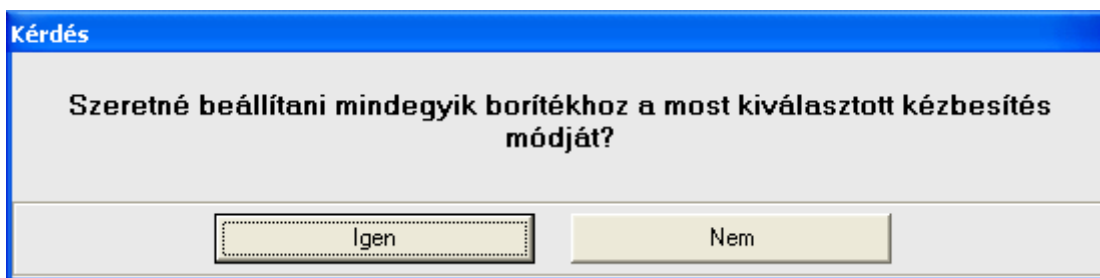 Kérdés
Szeretné beállítani mindegyik borítékhoz a most kiválasztott kézbesítés
módját?
Igen
Nem